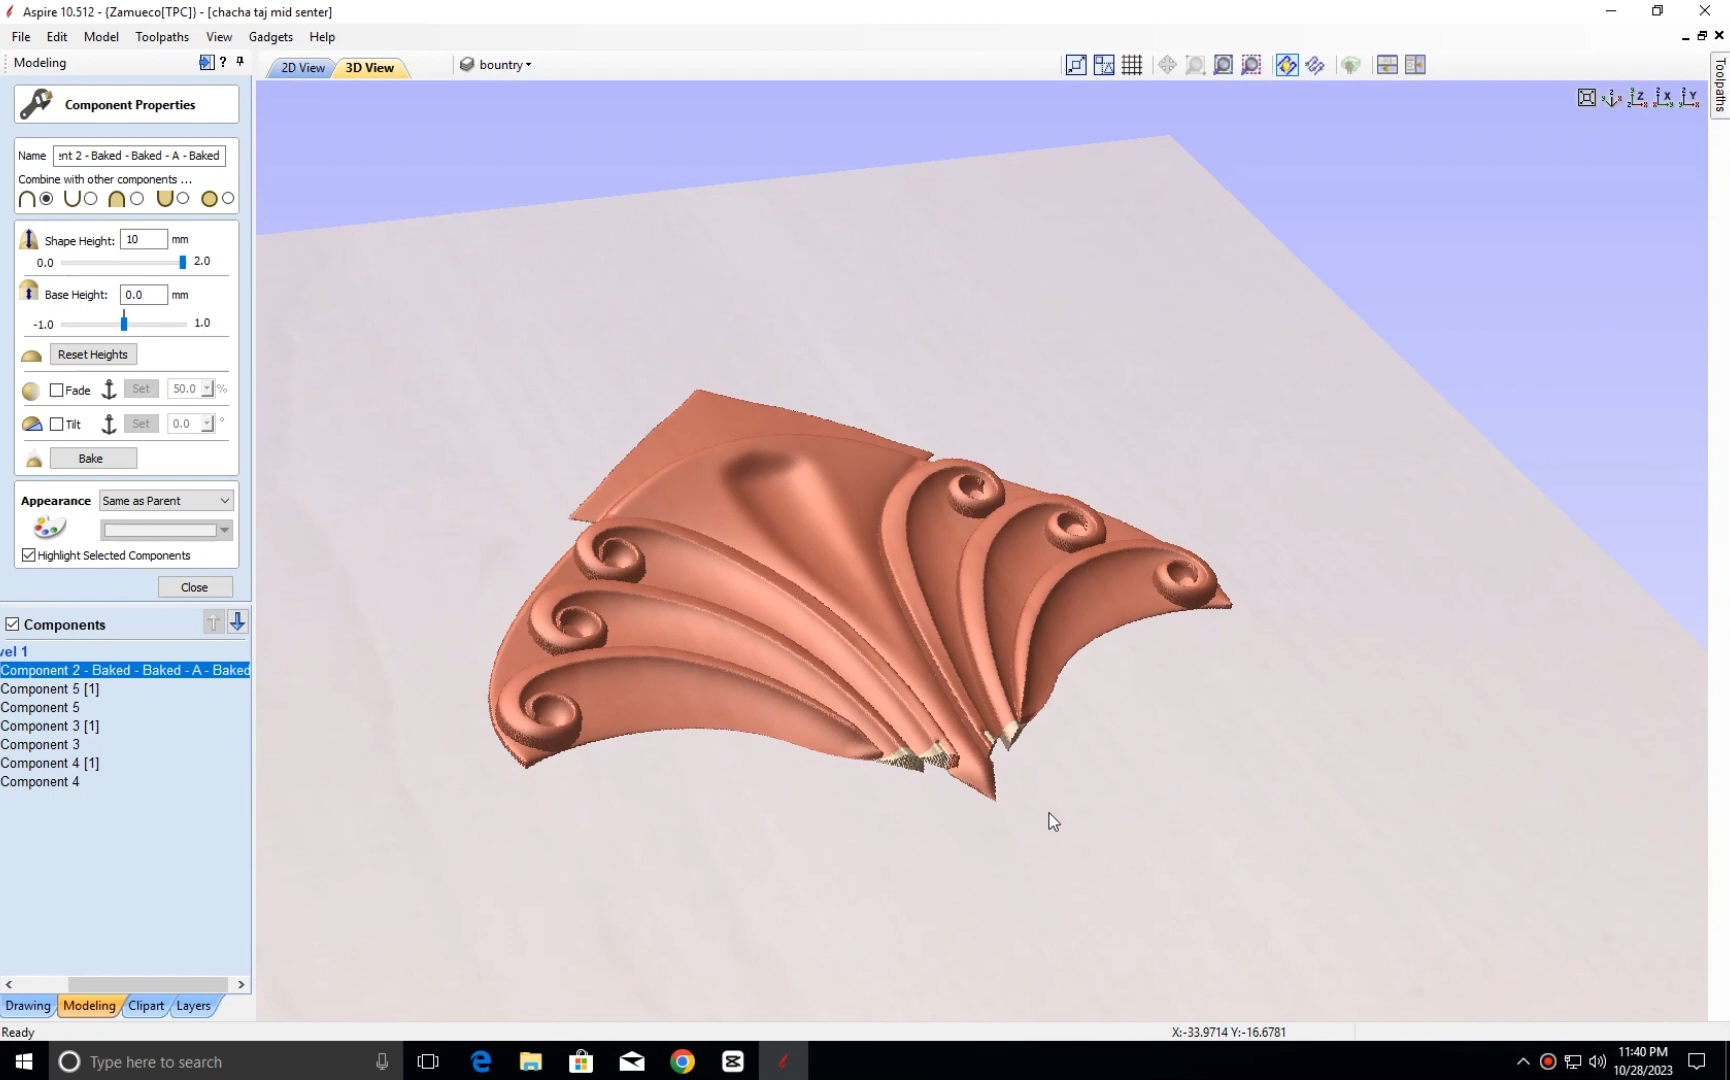 Aspire 10.512 - {Zamueco[TPC]} - [chacha taj mid senter]
File Edit Model Toolpaths View Gadgets Help
Modeling ?
2D View 3D View bountry
Toolpaths
Component Properties
Name ent 2 - Baked - Baked - A - Baked
Combine with other components ...
Shape Height: 10 mm
0.0 2.0
Base Height: 0.0 mm
-1.0 1.0
Reset Heights
Fade Set 50.0 %
Tilt Set 0.0 °
Bake
Appearance Same as Parent
Highlight Selected Components
Close
Components
vel 1
Component 2 - Baked - Baked - A - Baked
Component 5 [1]
Component 5
Component 3 [1]
Component 3
Component 4 [1]
Component 4
Drawing Modeling Clipart Layers
Ready X:-33.9714 Y:-16.6781
Type here to search
11:40 PM
10/28/2023